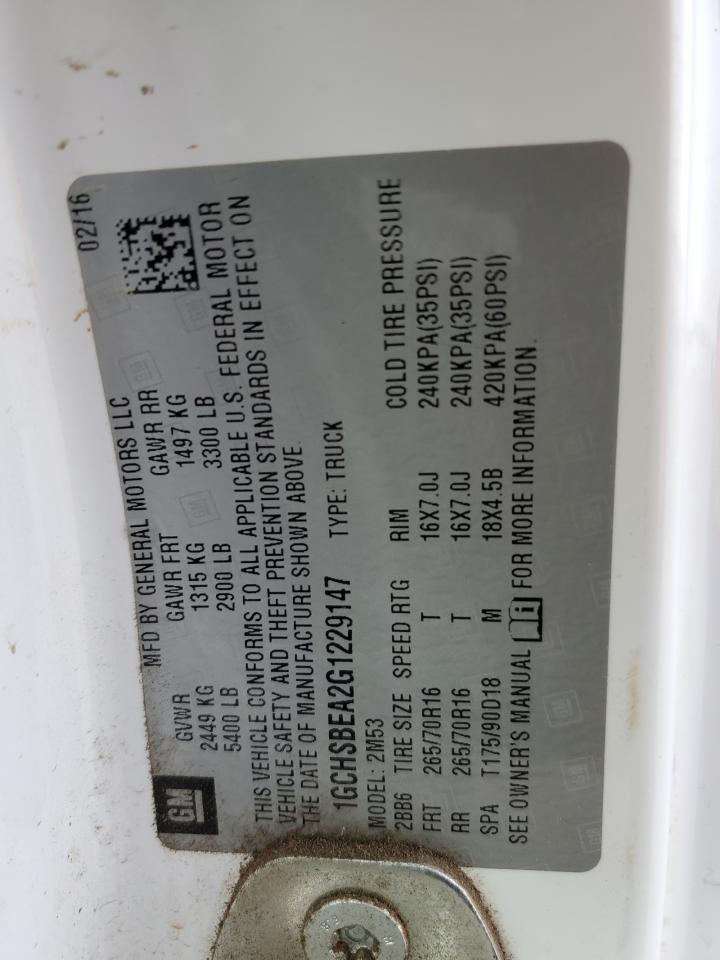 GM
MFD BY GENERAL MOTORS LLC 02/16
GVWR GAWR FRT GAWR RR
2449 KG 1315 KG 1497 KG
5400 LB 2900 LB 3300 LB
THIS VEHICLE CONFORMS TO ALL APPLICABLE U.S. FEDERAL MOTOR
VEHICLE SAFETY AND THEFT PREVENTION STANDARDS IN EFFECT ON
THE DATE OF MANUFACTURE SHOWN ABOVE.
1GCHSBEA2G1229147 TYPE: TRUCK
MODEL: 2M53
2BB6 TIRE SIZE SPEED RTG RIM COLD TIRE PRESSURE
FRT 265/70R16 T 16X7.0J 240KPA(35PSI)
RR 265/70R16 T 16X7.0J 240KPA(35PSI)
SPA T175/90D18 M 18X4.5B 420KPA(60PSI)
SEE OWNER'S MANUAL i FOR MORE INFORMATION.